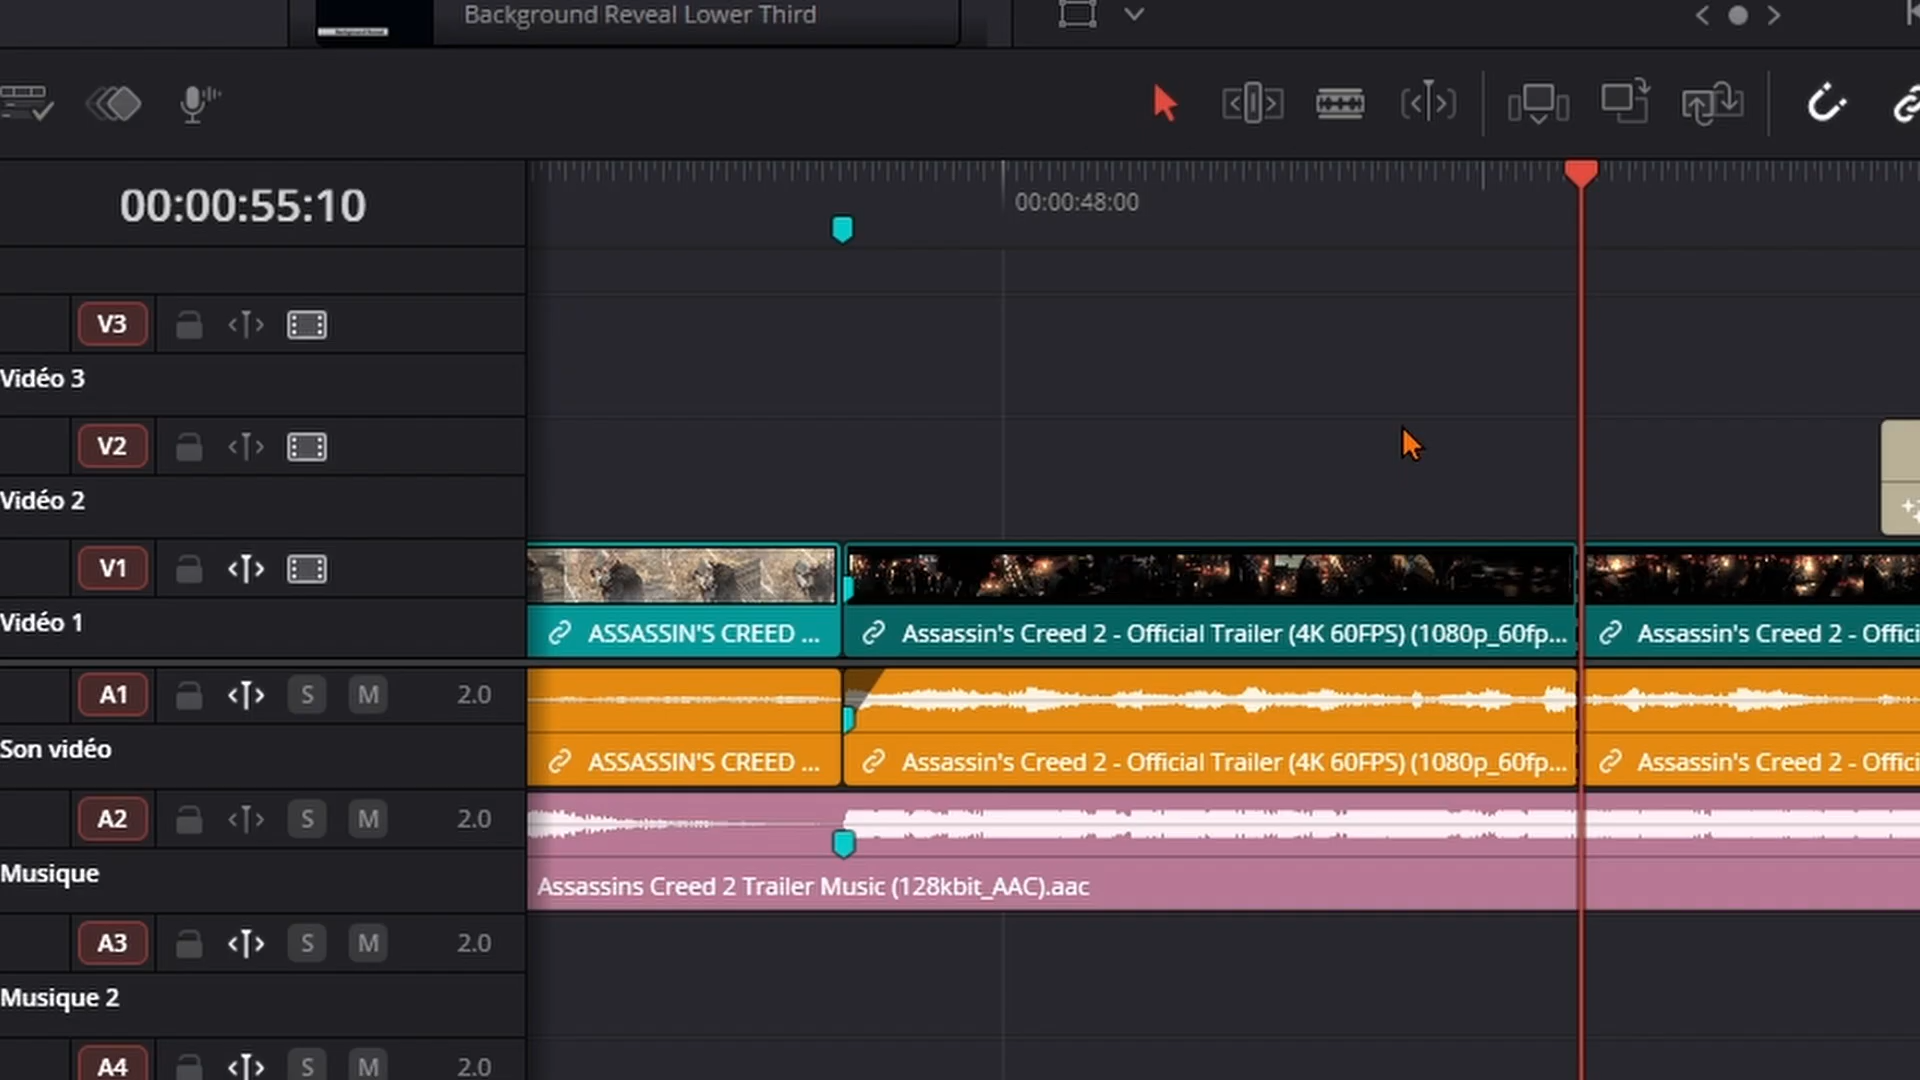 Background Reveal Lower Third
00:00:55:10
00:00:48:00
V3
Vidéo 3
V2
Vidéo 2
V1
Vidéo 1
ASSASSIN'S CREED ...
Assassin's Creed 2 - Official Trailer (4K 60FPS) (1080p_60fp...
Assassin's Creed 2 - Offici
A1 S M 2.0
Son vidéo
ASSASSIN'S CREED ...
Assassin's Creed 2 - Official Trailer (4K 60FPS) (1080p_60fp...
Assassin's Creed 2 - Offici
A2 S M 2.0
Musique
Assassins Creed 2 Trailer Music (128kbit_AAC).aac
A3 S M 2.0
Musique 2
A4 S M 2.0